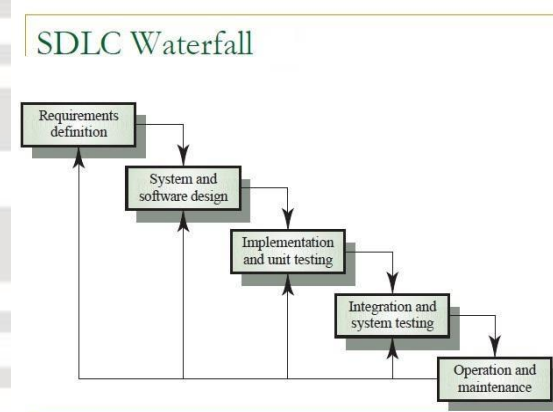 SDLC Waterfall
Requirements
definition
System and
software design
Implementation
and unit testing
Integration and
system testing
Operation and
maintenance